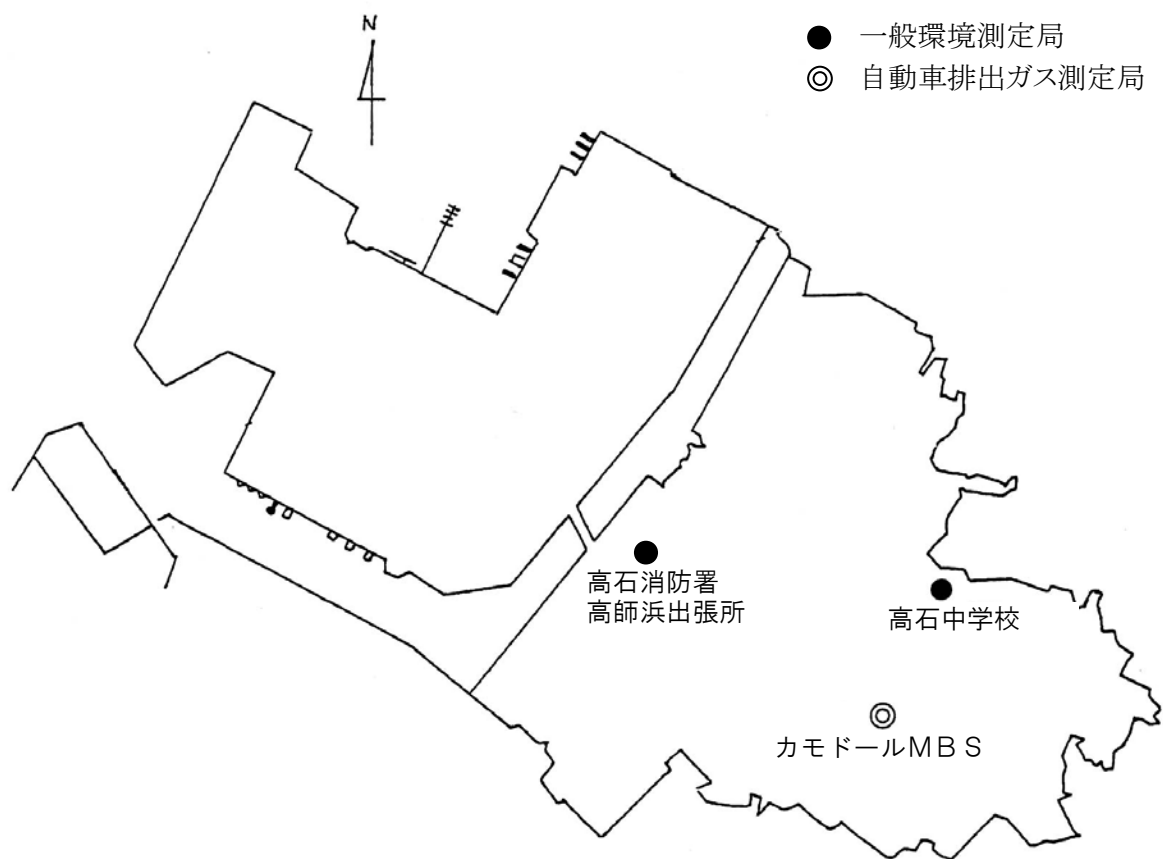 N
● 一般環境測定局
◎ 自動車排出ガス測定局
高石消防署
高師浜出張所
高石中学校
カモドールＭＢＳ